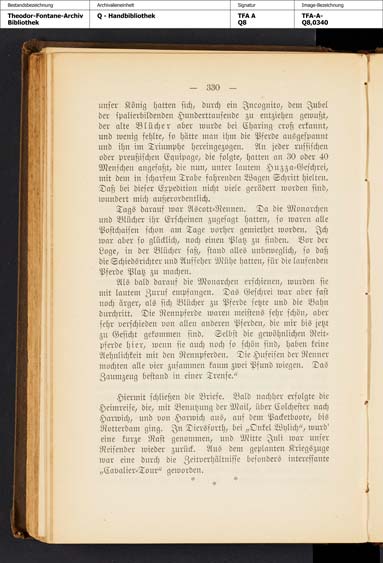 Bestandsbezeichnung
Archivalieneinheit
Signatur
Image-Bezeichnung
Theodor-Fontane-Archiv
Bibliothek
Q - Handbibliothek
TFA A
Q8
TFA-A-
Q8,0340
— 330 —
unser König hatten sich, durch ein Incognito, dem Jubel
der spalierbildenden Hunderttausende zu entziehen gewußt,
der alte Blücher aber wurde bei Charing croß erkannt,
und wenig fehlte, so hätte man ihm die Pferde ausgespannt
und ihn im Triumphe hereingezogen. An jeder russischen
oder preußischen Equipage, die folgte, hatten an 30 oder 40
Menschen angefaßt, die nun, unter lautem Huzza-Geschrei,
mit dem in scharfem Trabe fahrenden Wagen Schritt hielten.
Daß bei dieser Expedition nicht viele gerädert worden sind,
wundert mich außerordentlich.
Tags darauf war Ascott-Rennen. Da die Monarchen
und Blücher ihr Erscheinen zugesagt hatten, so waren alle
Postchaisen schon am Tage vorher gemiethet worden. Ich
war aber so glücklich, noch einen Platz zu finden. Vor der
Loge, in der Blücher saß, stand alles unbeweglich, so daß
die Schiedsrichter und Aufseher Mühe hatten, für die laufenden
Pferde Platz zu machen.
Als bald darauf die Monarchen erschienen, wurden sie
mit lautem Zuruf empfangen. Das Geschrei war aber fast
noch ärger, als sich Blücher zu Pferde setzte und die Bahn
durchritt. Die Rennpferde waren meistens sehr schön, aber
sehr verschieden von allen anderen Pferden, die mir bis jetzt
zu Gesicht gekommen sind. Selbst die gewöhnlichen Reit-
pferde hier, wenn sie auch noch so schön sind, haben keine
Aehnlichkeit mit den Rennpferden. Die Hufeisen der Renner
mochten alle vier zusammen kaum zwei Pfund wiegen. Das
Zaumzeug bestand in einer Trense.“
Hiermit schließen die Briefe. Bald nachher erfolgte die
Heimreise, die, mit Benutzung der Mail, über Colchester nach
Harwich, und von Harwich aus, auf dem Packetboote, bis
Rotterdam ging. In Diersforth, bei „Onkel Wylich“, wurd’
eine kurze Rast genommen, und Mitte Juli war unser
Reisender wieder zurück. Aus dem geplanten Kriegszuge
war eine durch die Zeitverhältnisse besonders interessante
„Cavalier-Tour“ geworden.
* * *